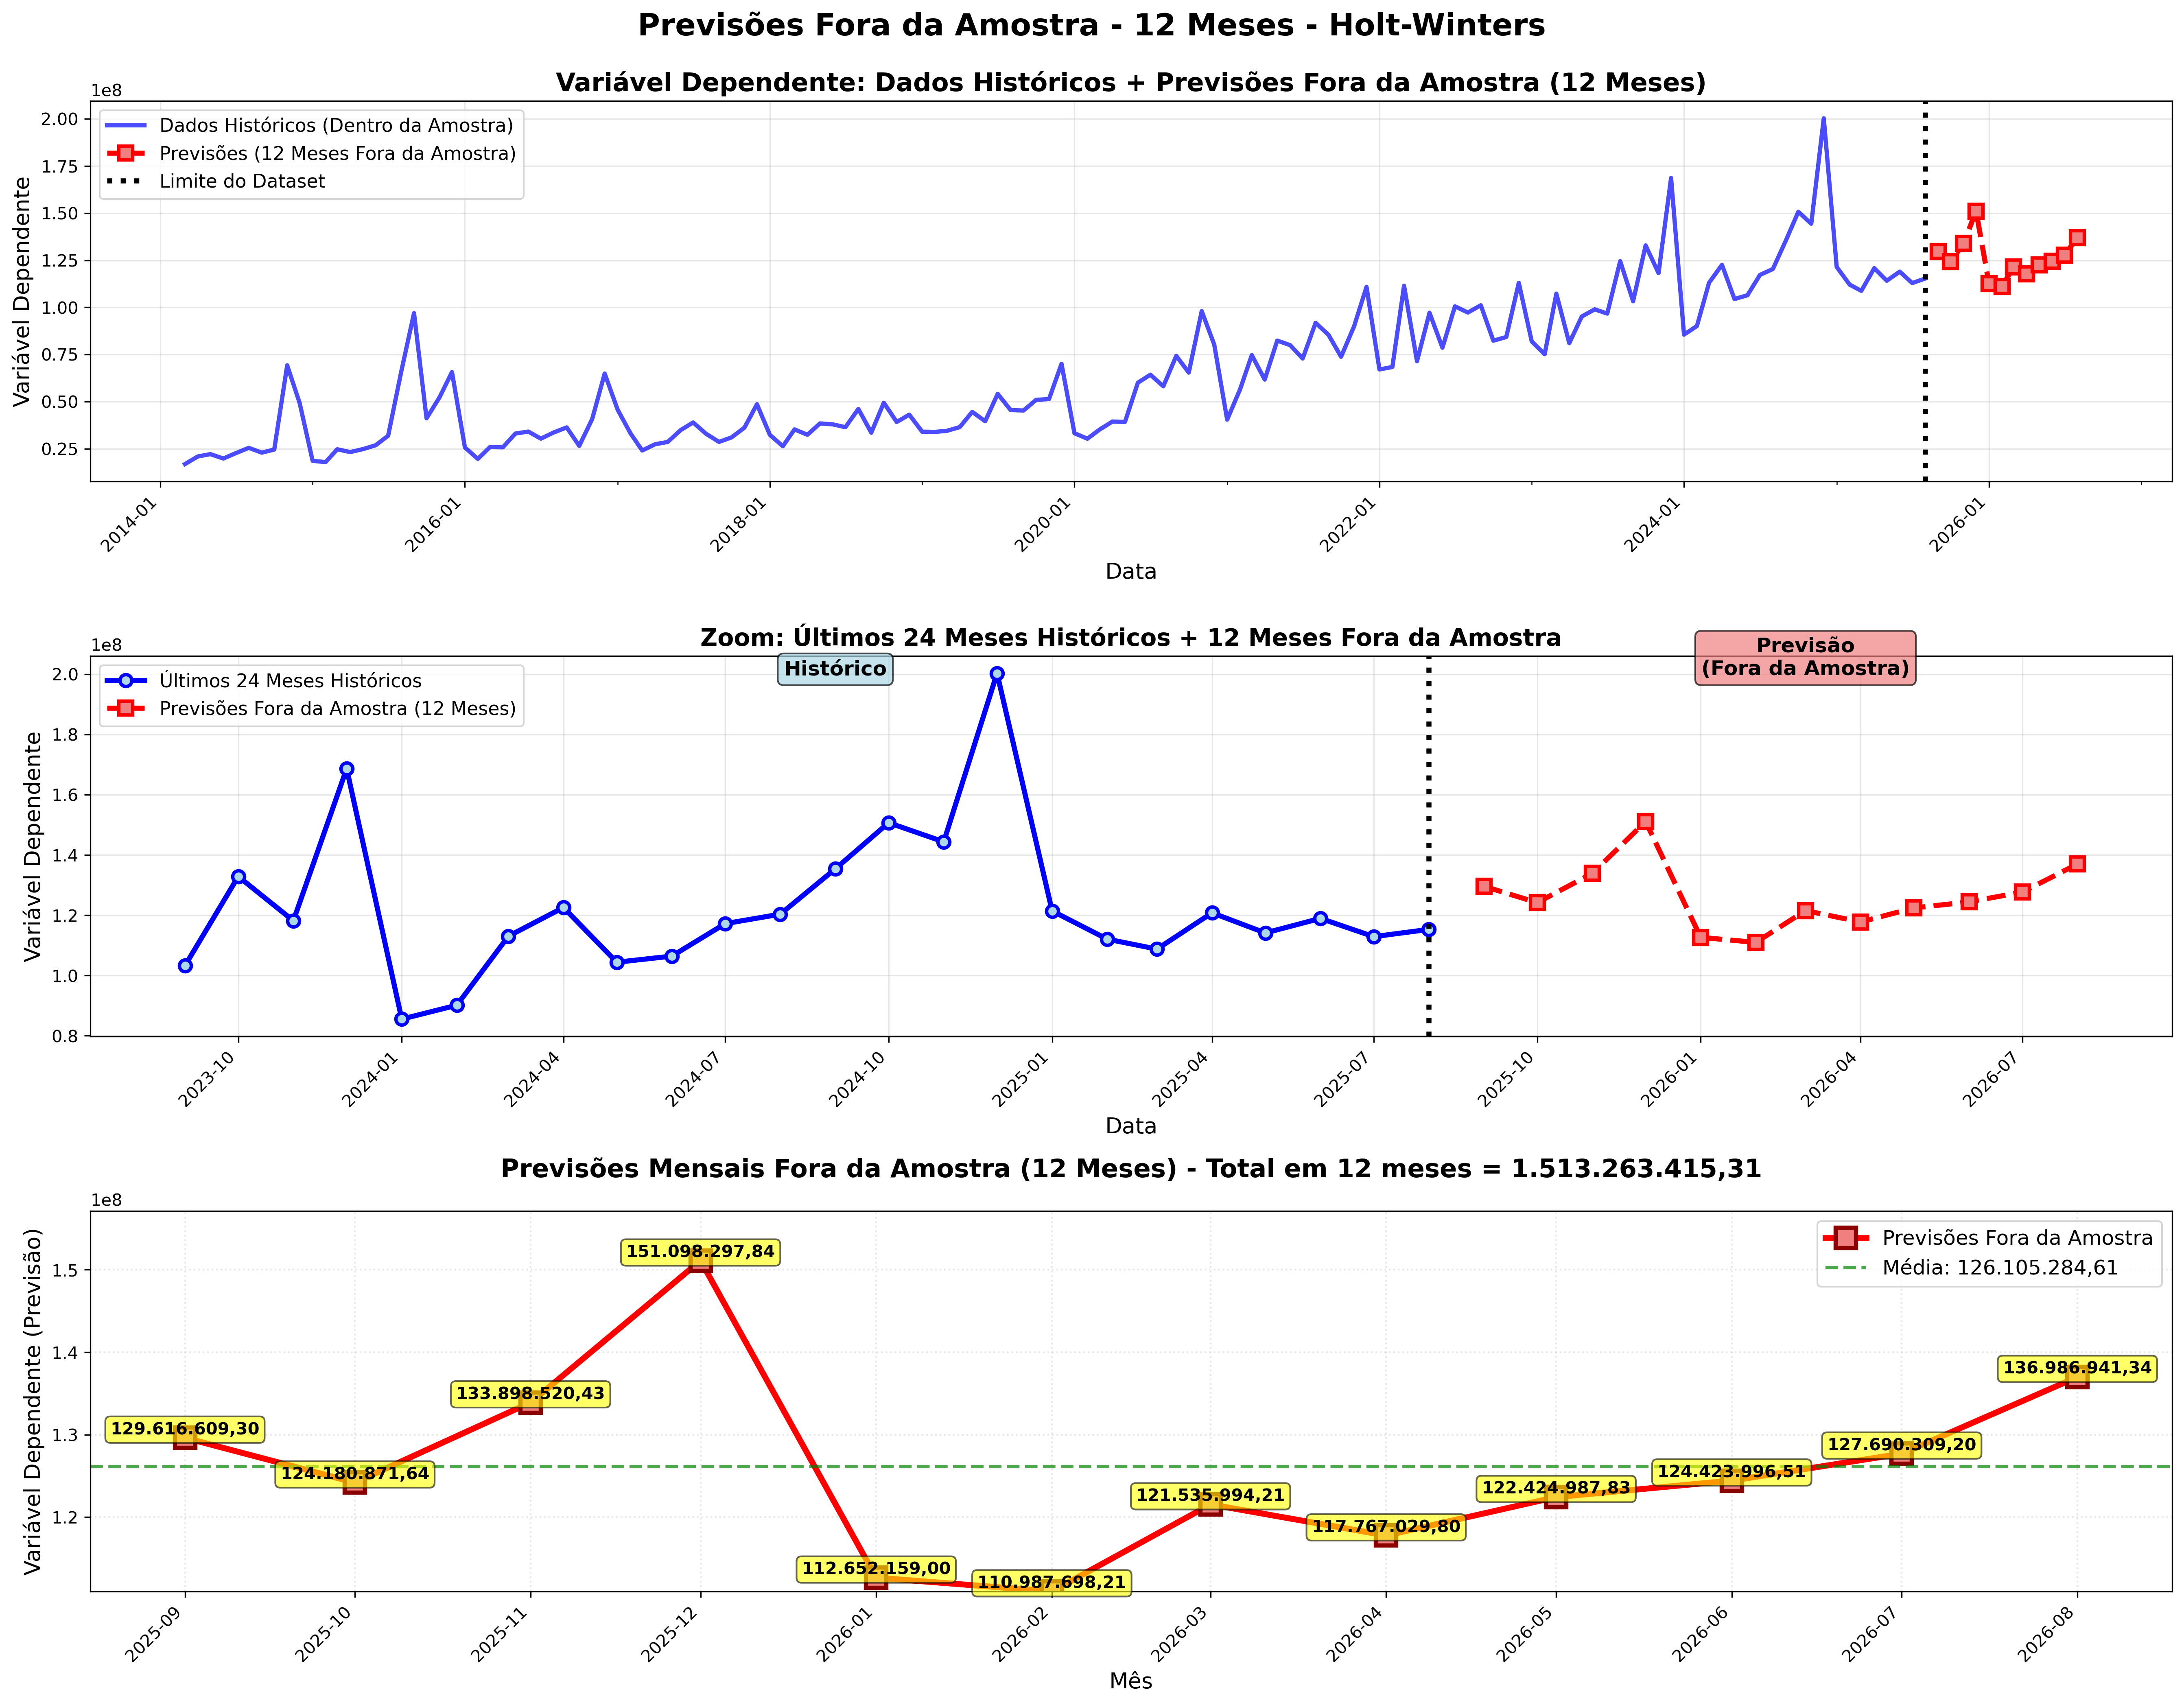 Previsões Fora da Amostra - 12 Meses - Holt-Winters
Variável Dependente: Dados Históricos + Previsões Fora da Amostra (12 Meses)
1e8
Dados Históricos (Dentro da Amostra)
Previsões (12 Meses Fora da Amostra)
Limite do Dataset
Variável Dependente
2.00
1.75
1.50
1.25
1.00
0.75
0.50
0.25
2014-01
2016-01
2018-01
2020-01
2022-01
2024-01
2026-01
Data
Zoom: Últimos 24 Meses Históricos + 12 Meses Fora da Amostra
1e8
Últimos 24 Meses Históricos
Previsões Fora da Amostra (12 Meses)
Histórico
Previsão
(Fora da Amostra)
Variável Dependente
2.0
1.8
1.6
1.4
1.2
1.0
0.8
2023-10
2024-01
2024-04
2024-07
2024-10
2025-01
2025-04
2025-07
2025-10
2026-01
2026-04
2026-07
Data
Previsões Mensais Fora da Amostra (12 Meses) - Total em 12 meses = 1.513.263.415,31
1e8
Previsões Fora da Amostra
Média: 126.105.284,61
Variável Dependente (Previsão)
1.5
1.4
1.3
1.2
129.616.609,30
124.180.871,64
133.898.520,43
151.098.297,84
112.652.159,00
110.987.698,21
121.535.994,21
117.767.029,80
122.424.987,83
124.423.996,51
127.690.309,20
136.986.941,34
2025-09
2025-10
2025-11
2025-12
2026-01
2026-02
2026-03
2026-04
2026-05
2026-06
2026-07
2026-08
Mês